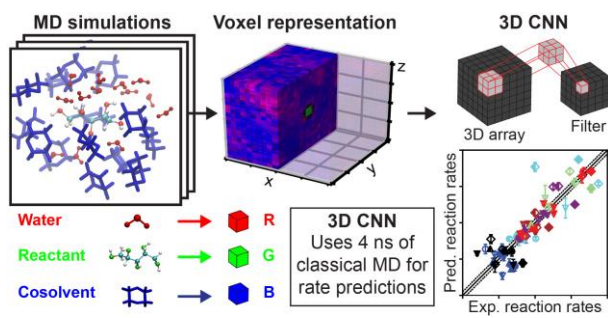 MD simulations
Voxel representation
3D CNN
z
x
y
3D array
Filter
Water
R
Reactant
G
Cosolvent
B
3D CNN
Uses 4 ns of
classical MD for
rate predictions
Pred. reaction rates
Exp. reaction rates